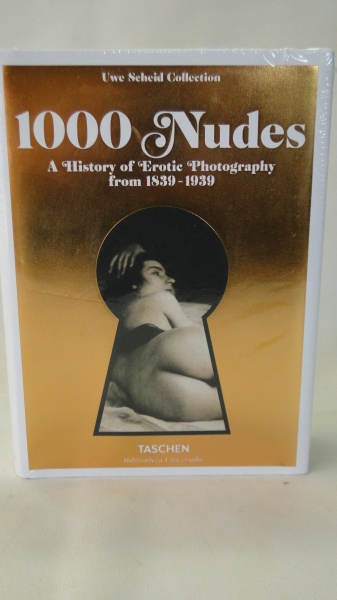 Uwe Scheid Collection
1000 Nudes
A History of Erotic Photography
from 1839-1939
TASCHEN